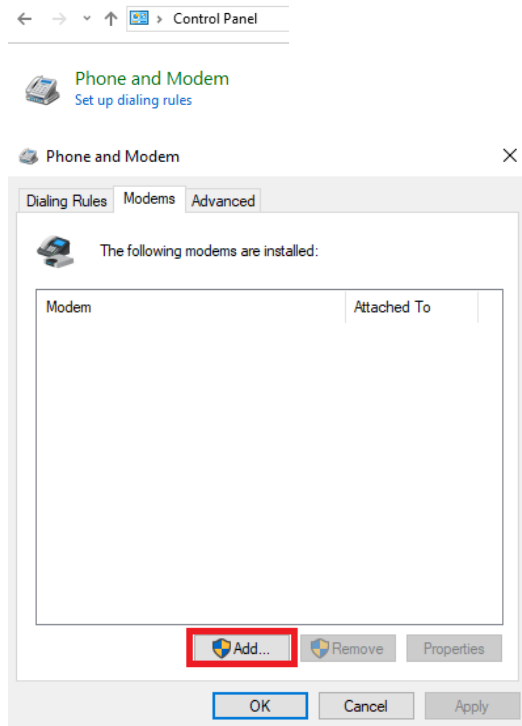 Control Panel
Phone and Modem
Set up dialing rules
Phone and Modem
Dialing Rules Modems Advanced
The following modems are installed:
Modem Attached To
Add... Remove Properties
OK Cancel Apply